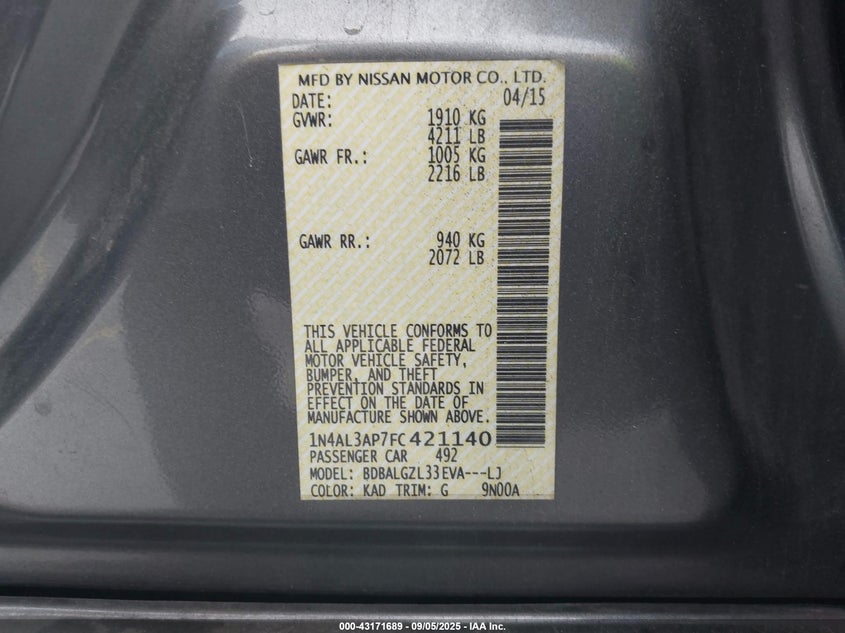 MFD BY NISSAN MOTOR CO., LTD.
DATE: 04/15
GVWR: 1910 KG
4211 LB
GAWR FR.: 1005 KG
2216 LB
GAWR RR.: 940 KG
2072 LB
THIS VEHICLE CONFORMS TO
ALL APPLICABLE FEDERAL
MOTOR VEHICLE SAFETY,
BUMPER, AND THEFT
PREVENTION STANDARDS IN
EFFECT ON THE DATE OF
MANUFACTURE SHOWN ABOVE.
1N4AL3AP7FC421140
PASSENGER CAR 492
MODEL: BDBALGZL33EVA---LJ
COLOR: KAD TRIM: G 9N00A
000-43171689 - 09/05/2025 - IAA Inc.